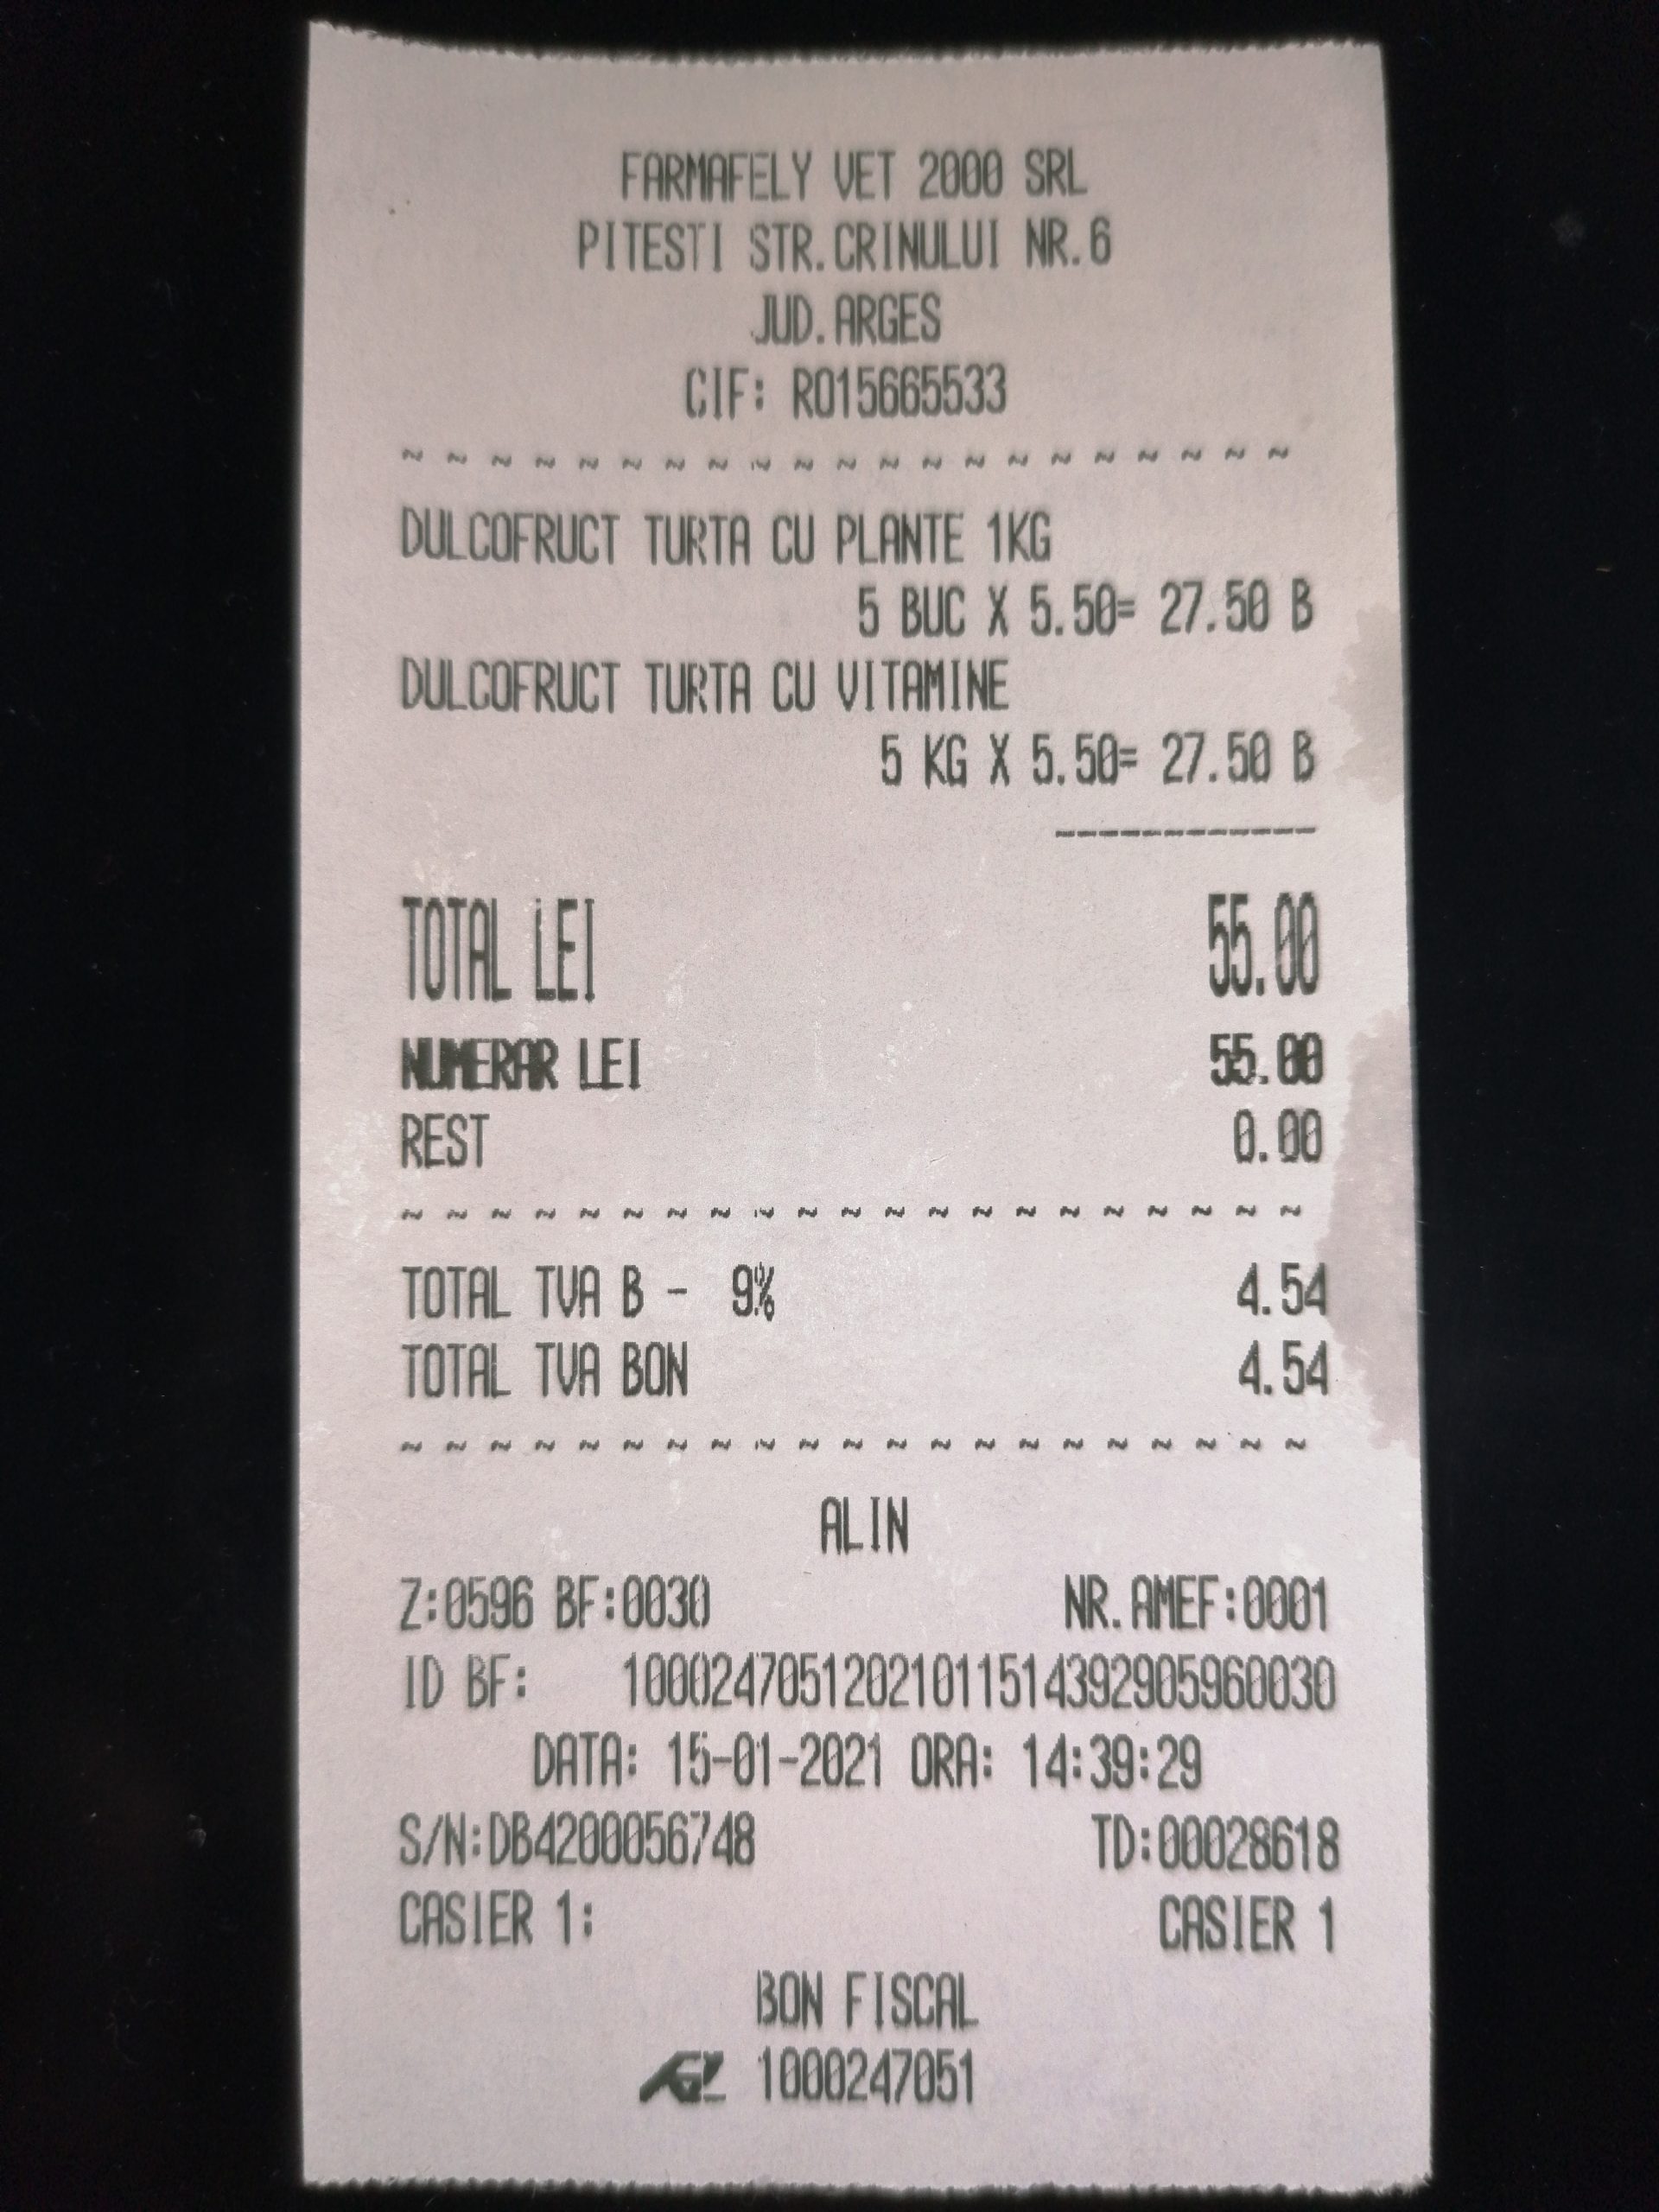 FARMAFELY VET 2000 SRL
PITESTI STR.CRINULUI NR.6
JUD.ARGES
CIF: RO15665533
~ ~ ~ ~ ~ ~ ~ ~ ~ ~ ~ ~ ~ ~ ~ ~ ~ ~ ~ ~ ~
DULCOFRUCT TURTA CU PLANTE 1KG
5 BUC X 5.50= 27.50 B
DULCOFRUCT TURTA CU VITAMINE
5 KG X 5.50= 27.50 B
------------
TOTAL LEI 55.00
NUMERAR LEI 55.00
REST 0.00
~ ~ ~ ~ ~ ~ ~ ~ ~ ~ ~ ~ ~ ~ ~ ~ ~ ~ ~ ~ ~
TOTAL TVA B - 9% 4.54
TOTAL TVA BON 4.54
~ ~ ~ ~ ~ ~ ~ ~ ~ ~ ~ ~ ~ ~ ~ ~ ~ ~ ~ ~ ~
ALIN
Z:0596 BF:0030 NR.AMEF:0001
ID BF: 10002470512021011514392905960030
DATA: 15-01-2021 ORA: 14:39:29
S/N:DB4200056748 TD:00028618
CASIER 1: CASIER 1
BON FISCAL
1000247051